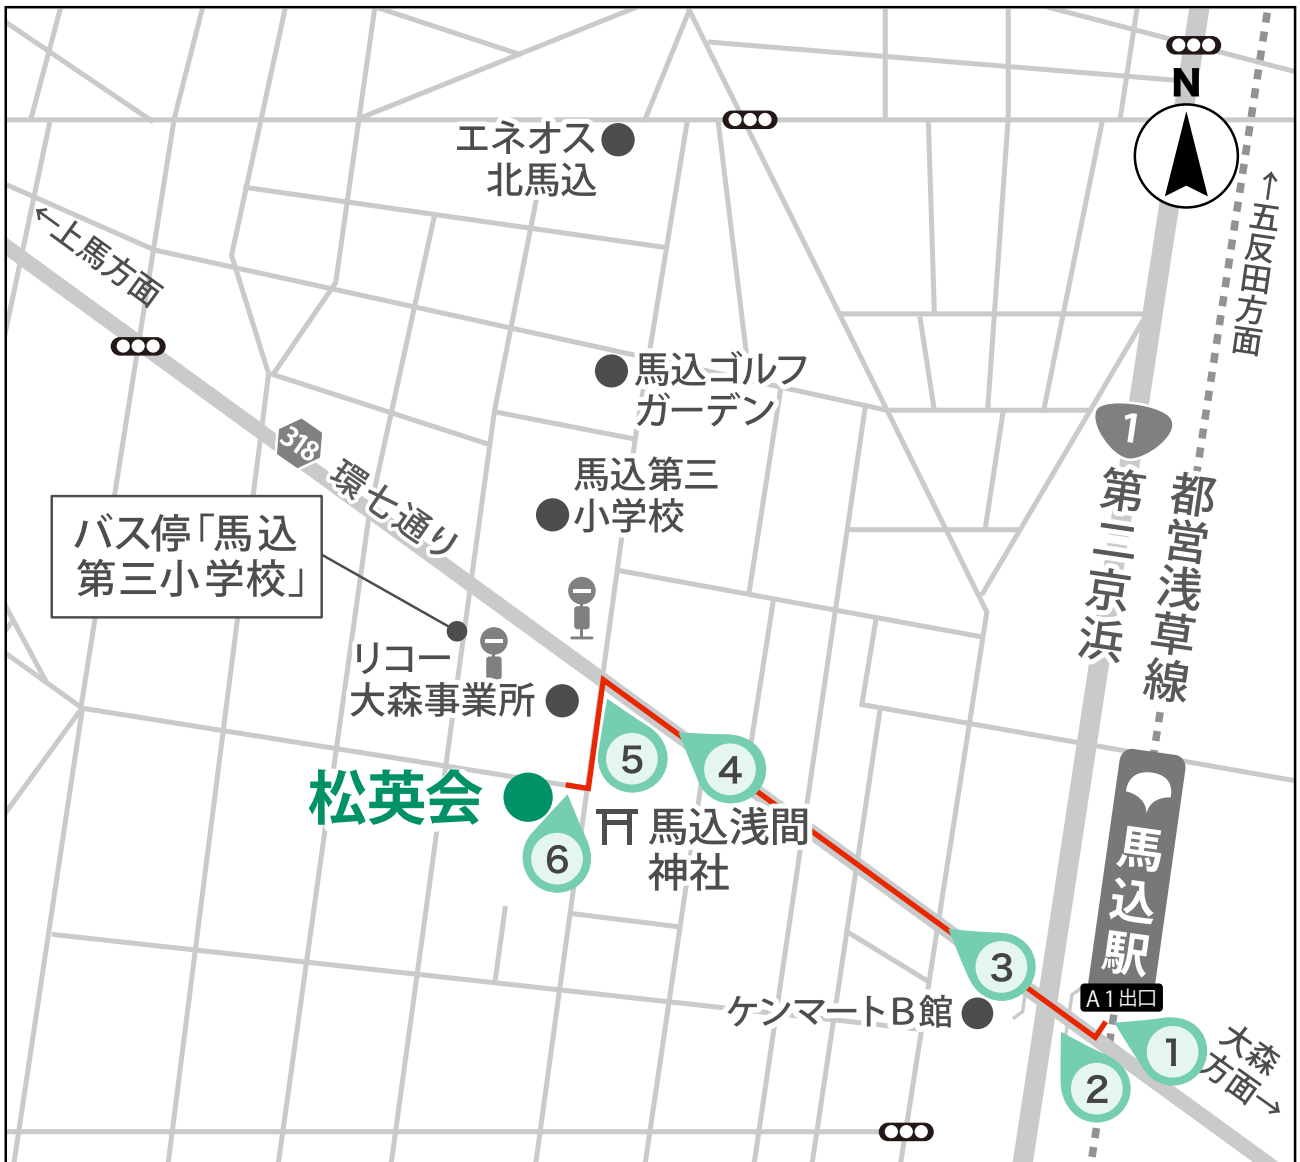 N
エネオス
北馬込
←上馬方面
↑五反田方面
馬込ゴルフ
ガーデン
1
318
環七通り
馬込第三
小学校
第二京浜
都営浅草線
バス停「馬込
第三小学校」
リコー
大森事業所
5
4
松英会
6
馬込浅間
神社
馬込駅
3
A1出口
ケンマートB館
1
2
大森
方面→